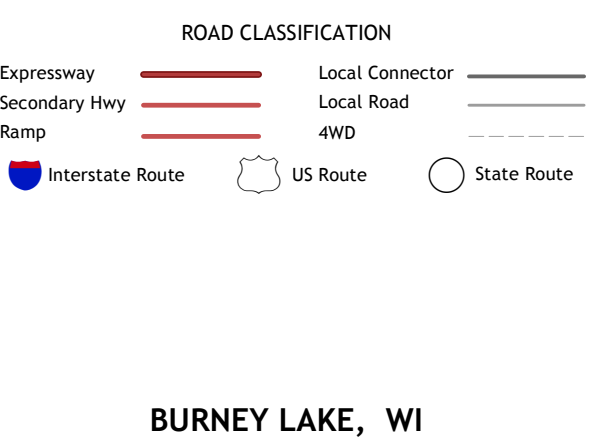 ROAD CLASSIFICATION
Expressway
Local Connector
Secondary Hwy
Local Road
Ramp
4WD
Interstate Route
US Route
State Route
BURNEY LAKE, WI